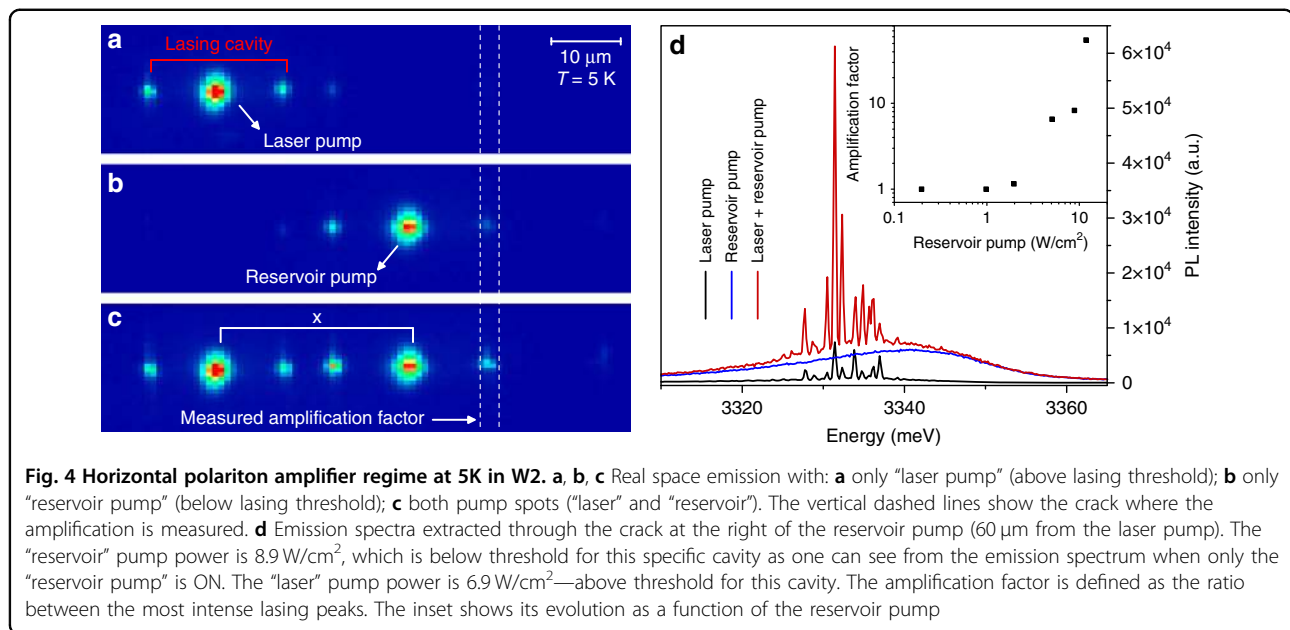 a
Lasing cavity
10 µm
T = 5 K
Laser pump
b
Reservoir pump
c
x
Measured amplification factor
d
Laser pump
Reservoir pump
Laser + reservoir pump
Amplification factor
10
1
0.1
1
10
Reservoir pump (W/cm²)
6×10⁴
5×10⁴
4×10⁴
3×10⁴
2×10⁴
1×10⁴
0
PL intensity (a.u.)
3320
3340
3360
Energy (meV)
Fig. 4 Horizontal polariton amplifier regime at 5K in W2. a, b, c Real space emission with: a only “laser pump” (above lasing threshold); b only
“reservoir pump” (below lasing threshold); c both pump spots (“laser” and “reservoir”). The vertical dashed lines show the crack where the
amplification is measured. d Emission spectra extracted through the crack at the right of the reservoir pump (60 µm from the laser pump). The
“reservoir” pump power is 8.9 W/cm², which is below threshold for this specific cavity as one can see from the emission spectrum when only the
“reservoir pump” is ON. The “laser” pump power is 6.9 W/cm²—above threshold for this cavity. The amplification factor is defined as the ratio
between the most intense lasing peaks. The inset shows its evolution as a function of the reservoir pump